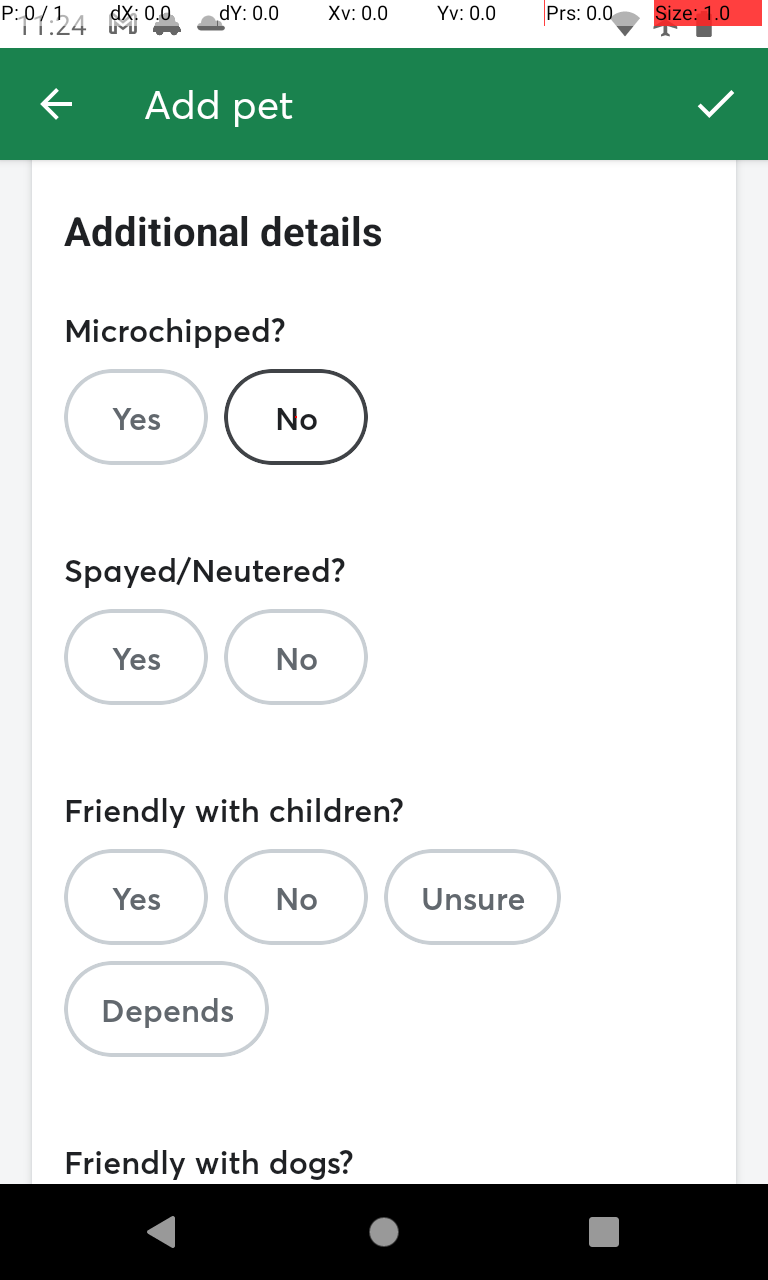 P: 0 / 1 dX: 0.0 dY: 0.0 Xv: 0.0 Yv: 0.0 Prs: 0.0 Size: 1.0
11:24
Add pet
Additional details
Microchipped?
Yes No
Spayed/Neutered?
Yes No
Friendly with children?
Yes No Unsure
Depends
Friendly with dogs?